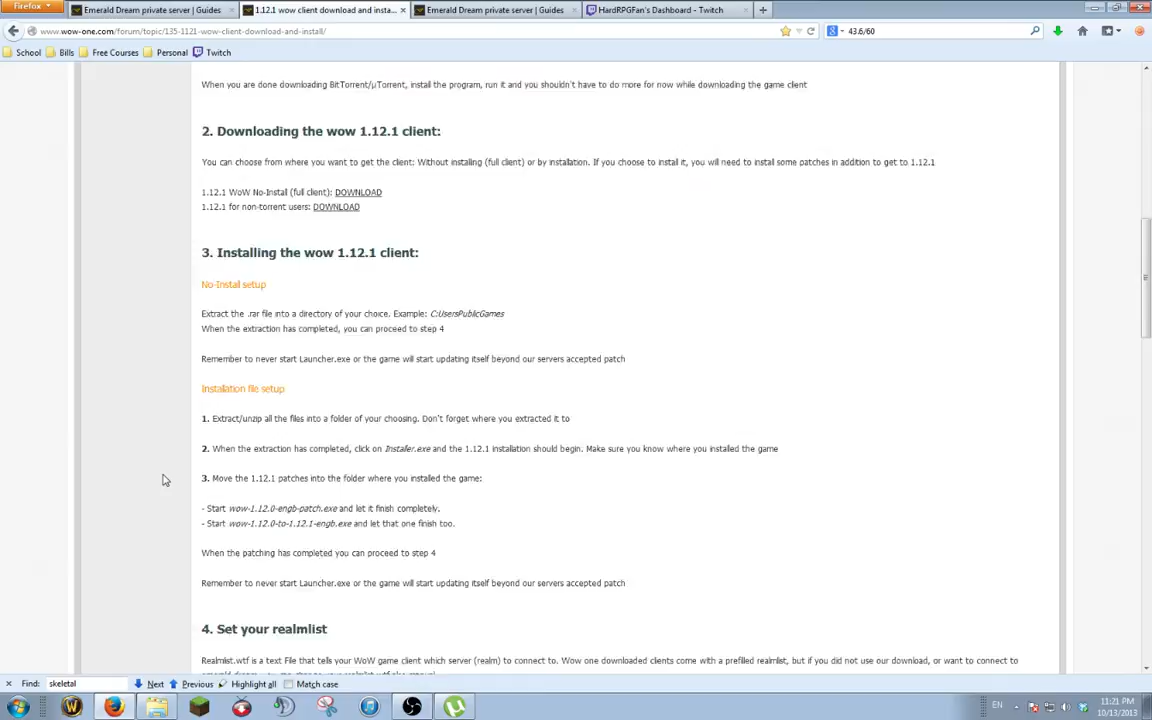 Firefox
Emerald Dream private server | Guides
1.12.1 wow client download and insta...
Emerald Dream private server | Guides
HardRPGFan's Dashboard - Twitch
www.wow-one.com/forum/topic/135-1121-wow-client-download-and-install/
43.6/60
School
Bills
Free Courses
Personal
Twitch
When you are done downloading BitTorrent/µTorrent, install the program, run it and you shouldn't have to do more for now while downloading the game client
2. Downloading the wow 1.12.1 client:
You can choose from where you want to get the client: Without installing (full client) or by installation. If you choose to install it, you will need to install some patches in addition to get to 1.12.1
1.12.1 WoW No-Install (full client): DOWNLOAD
1.12.1 for non-torrent users: DOWNLOAD
3. Installing the wow 1.12.1 client:
No-Install setup
Extract the .rar file into a directory of your choice. Example: C:UsersPublicGames
When the extraction has completed, you can proceed to step 4
Remember to never start Launcher.exe or the game will start updating itself beyond our servers accepted patch
Installation file setup
1. Extract/unzip all the files into a folder of your choosing. Don't forget where you extracted it to
2. When the extraction has completed, click on Installer.exe and the 1.12.1 installation should begin. Make sure you know where you installed the game
3. Move the 1.12.1 patches into the folder where you installed the game:
- Start wow-1.12.0-engb-patch.exe and let it finish completely.
- Start wow-1.12.0-to-1.12.1-engb.exe and let that one finish too.
When the patching has completed you can proceed to step 4
Remember to never start Launcher.exe or the game will start updating itself beyond our servers accepted patch
4. Set your realmlist
Realmlist.wtf is a text File that tells your WoW game client which server (realm) to connect to. Wow one downloaded clients come with a prefilled realmlist, but if you did not use our download, or want to connect to
Find: skeletal
Next
Previous
Highlight all
Match case
EN
11:21 PM
10/13/2013